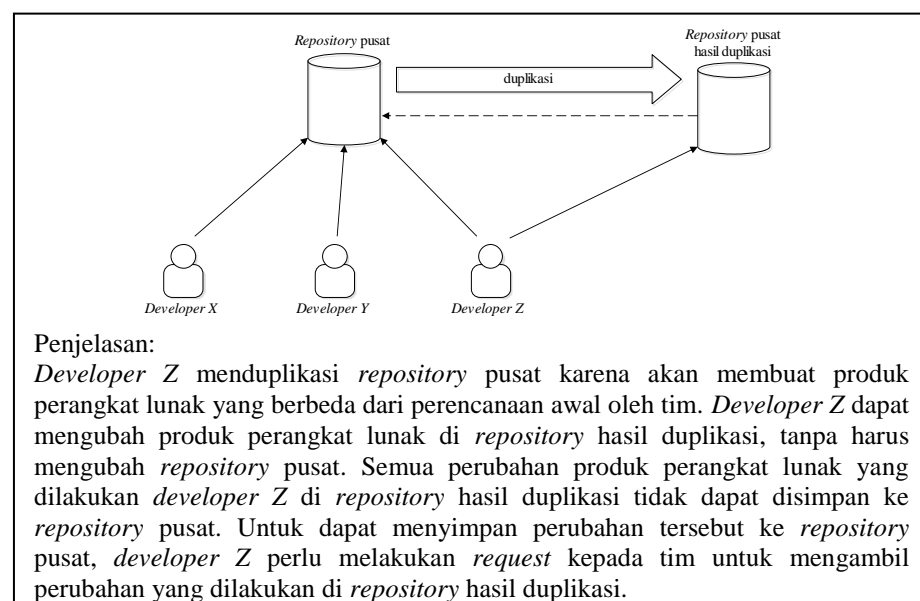 Repository pusat
Repository pusat
hasil duplikasi
duplikasi
Developer X
Developer Y
Developer Z
Penjelasan:
Developer Z menduplikasi repository pusat karena akan membuat produk
perangkat lunak yang berbeda dari perencanaan awal oleh tim. Developer Z dapat
mengubah produk perangkat lunak di repository hasil duplikasi, tanpa harus
mengubah repository pusat. Semua perubahan produk perangkat lunak yang
dilakukan developer Z di repository hasil duplikasi tidak dapat disimpan ke
repository pusat. Untuk dapat menyimpan perubahan tersebut ke repository
pusat, developer Z perlu melakukan request kepada tim untuk mengambil
perubahan yang dilakukan di repository hasil duplikasi.